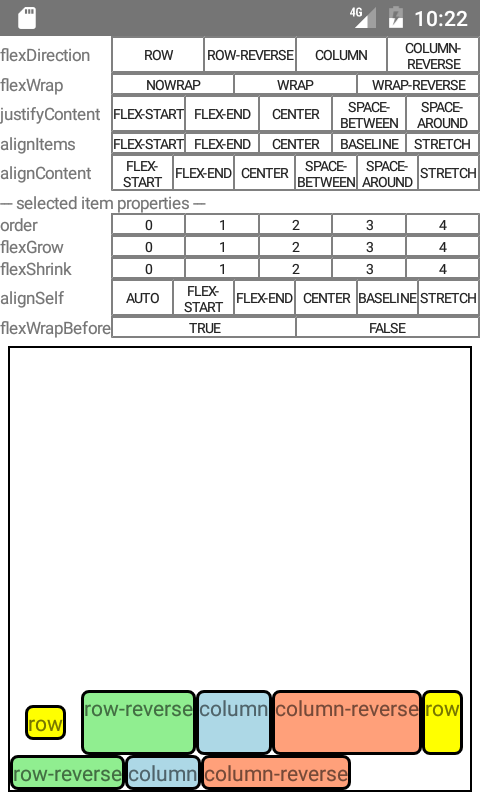 4G 10:22
flexDirection ROW ROW-REVERSE COLUMN COLUMN-REVERSE
flexWrap NOWRAP WRAP WRAP-REVERSE
justifyContent FLEX-START FLEX-END CENTER SPACE-BETWEEN SPACE-AROUND
alignItems FLEX-START FLEX-END CENTER BASELINE STRETCH
alignContent FLEX-START FLEX-END CENTER SPACE-BETWEEN SPACE-AROUND STRETCH
— selected item properties —
order 0 1 2 3 4
flexGrow 0 1 2 3 4
flexShrink 0 1 2 3 4
alignSelf AUTO FLEX-START FLEX-END CENTER BASELINE STRETCH
flexWrapBefore TRUE FALSE
row row-reverse column column-reverse row
row-reverse column column-reverse